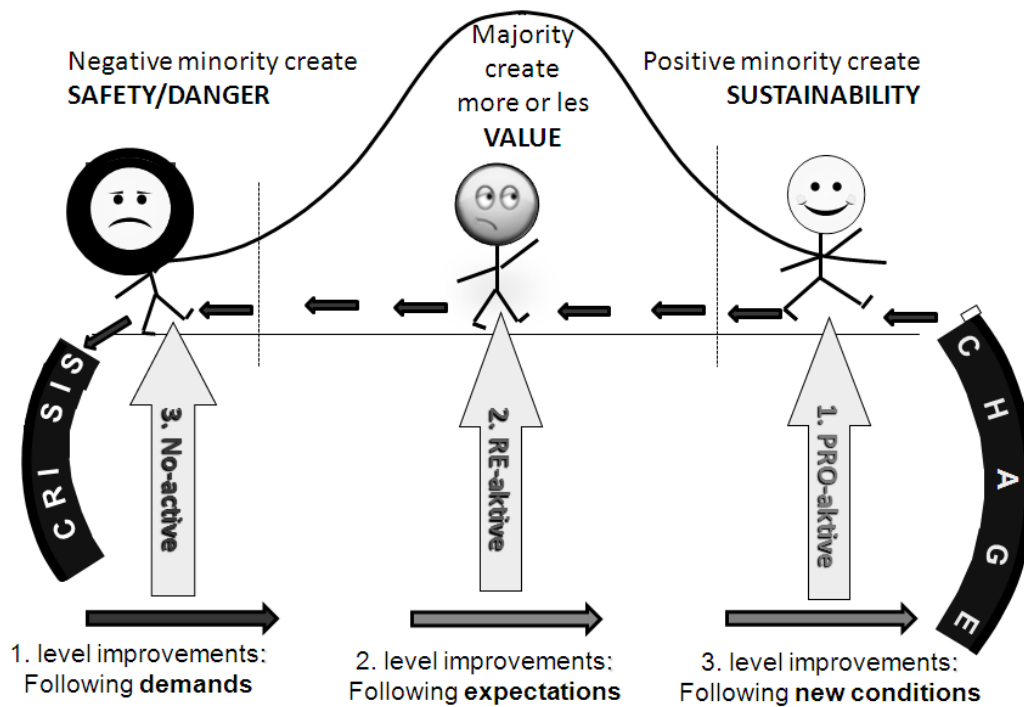 Negative minority create
SAFETY/DANGER
Majority
create
more or les
VALUE
Positive minority create
SUSTAINABILITY
CRISIS
3. No-active
2. RE-aktive
1. PRO-aktive
CHAGE
1. level improvements:
Following demands
2. level improvements:
Following expectations
3. level improvements:
Following new conditions